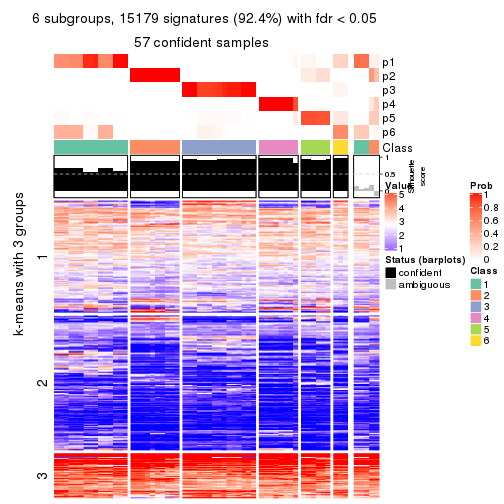 6 subgroups, 15179 signatures (92.4%) with fdr < 0.05
57 confident samples
p1
p2
p3
p4
p5
p6
Class
1
0.5
0
Silhouette
score
k-means with 3 groups
1
2
3
Value
5
4
3
2
1
Status (barplots)
confident
ambiguous
Prob
1
0.8
0.6
0.4
0.2
0
Class
1
2
3
4
5
6